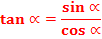 tan ∝ = sin ∝ / cos ∝